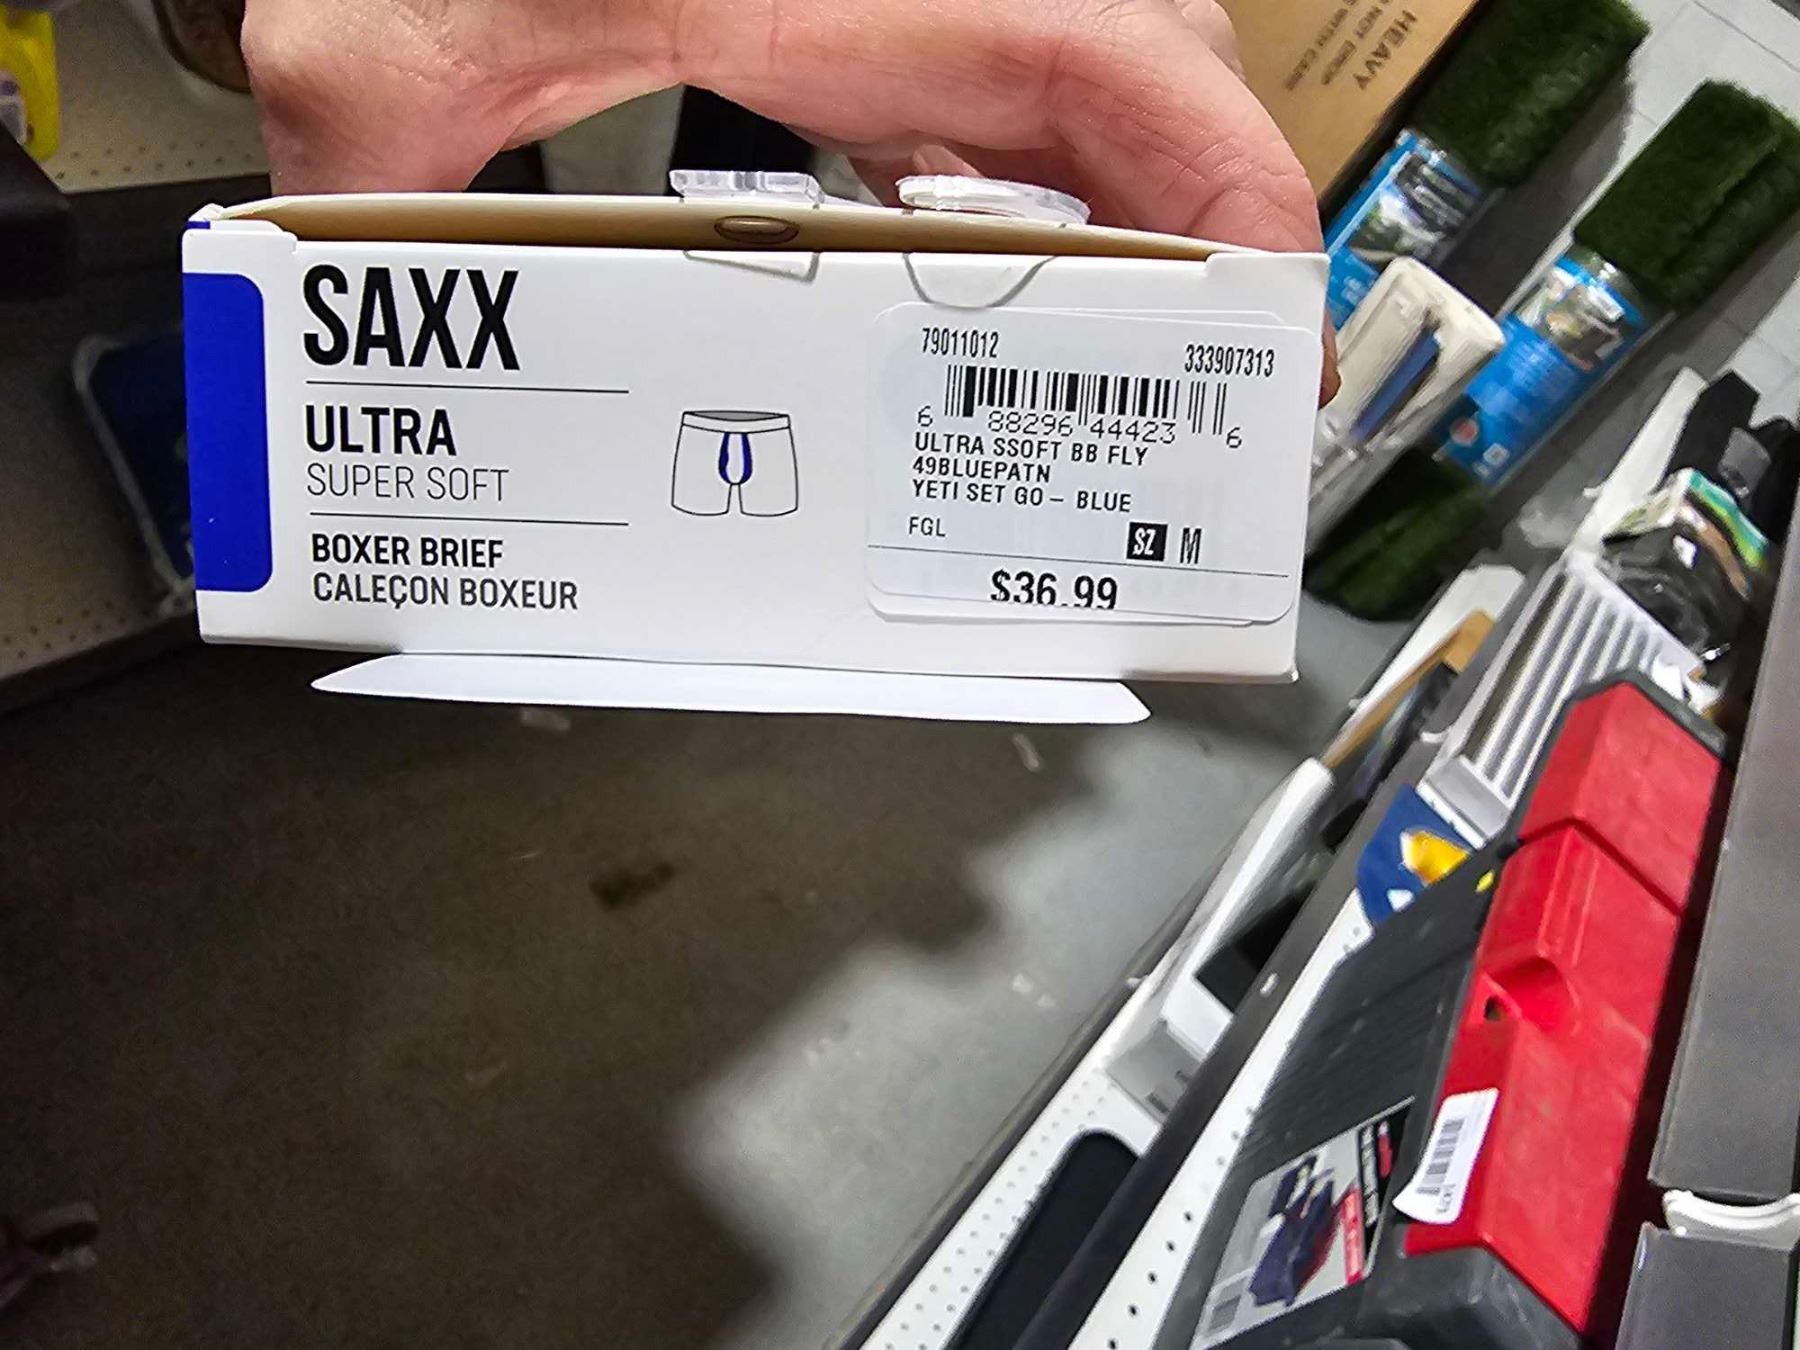 HEAVY
SAXX
ULTRA
SUPER SOFT
BOXER BRIEF
CALEÇON BOXEUR
79011012
333907313
6 88296 44423 6
ULTRA SSOFT BB FLY
49BLUEPATN
YETI SET GO – BLUE
FGL
SZ M
$36.99